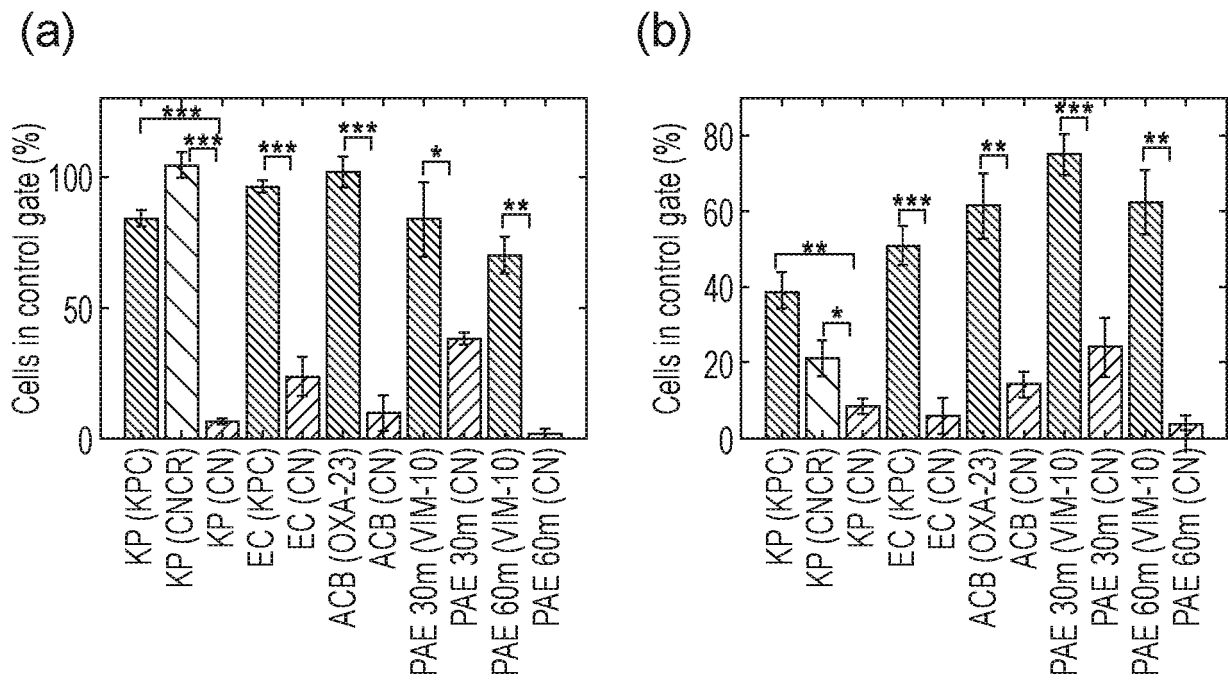 (a)
Cells in control gate (%)
100
50
0
***
***
***
***
*
**
KP (KPC)
KP (CNCR)
KP (CN)
EC (KPC)
EC (CN)
ACB (OXA-23)
ACB (CN)
PAE 30m (VIM-10)
PAE 30m (CN)
PAE 60m (VIM-10)
PAE 60m (CN)
(b)
Cells in control gate (%)
80
60
40
20
0
**
*
***
**
***
**
KP (KPC)
KP (CNCR)
KP (CN)
EC (KPC)
EC (CN)
ACB (OXA-23)
ACB (CN)
PAE 30m (VIM-10)
PAE 30m (CN)
PAE 60m (VIM-10)
PAE 60m (CN)